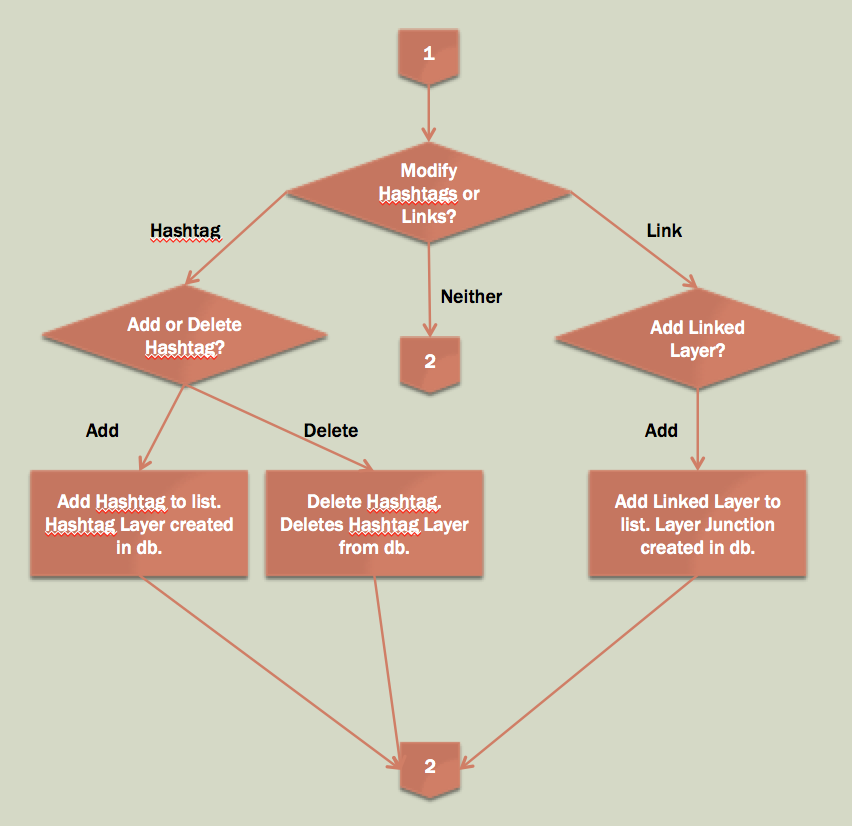 1
Modify
Hashtags or
Links?
Hashtag
Link
Neither
Add or Delete
Hashtag?
2
Add Linked
Layer?
Add
Delete
Add
Add Hashtag to list.
Hashtag Layer created
in db.
Delete Hashtag.
Deletes Hashtag Layer
from db.
Add Linked Layer to
list. Layer Junction
created in db.
2